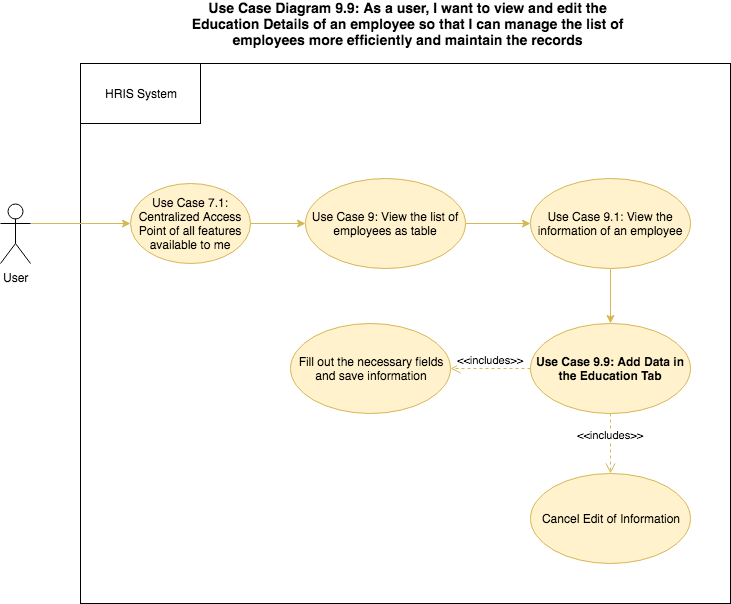 Use Case Diagram 9.9: As a user, I want to view and edit the
Education Details of an employee so that I can manage the list of
employees more efficiently and maintain the records
HRIS System
Use Case 7.1:
Centralized Access
Point of all features
available to me
Use Case 9: View the list of
employees as table
Use Case 9.1: View the
information of an employee
User
Fill out the necessary fields
and save information
<<includes>>
Use Case 9.9: Add Data in
the Education Tab
<<includes>>
Cancel Edit of Information